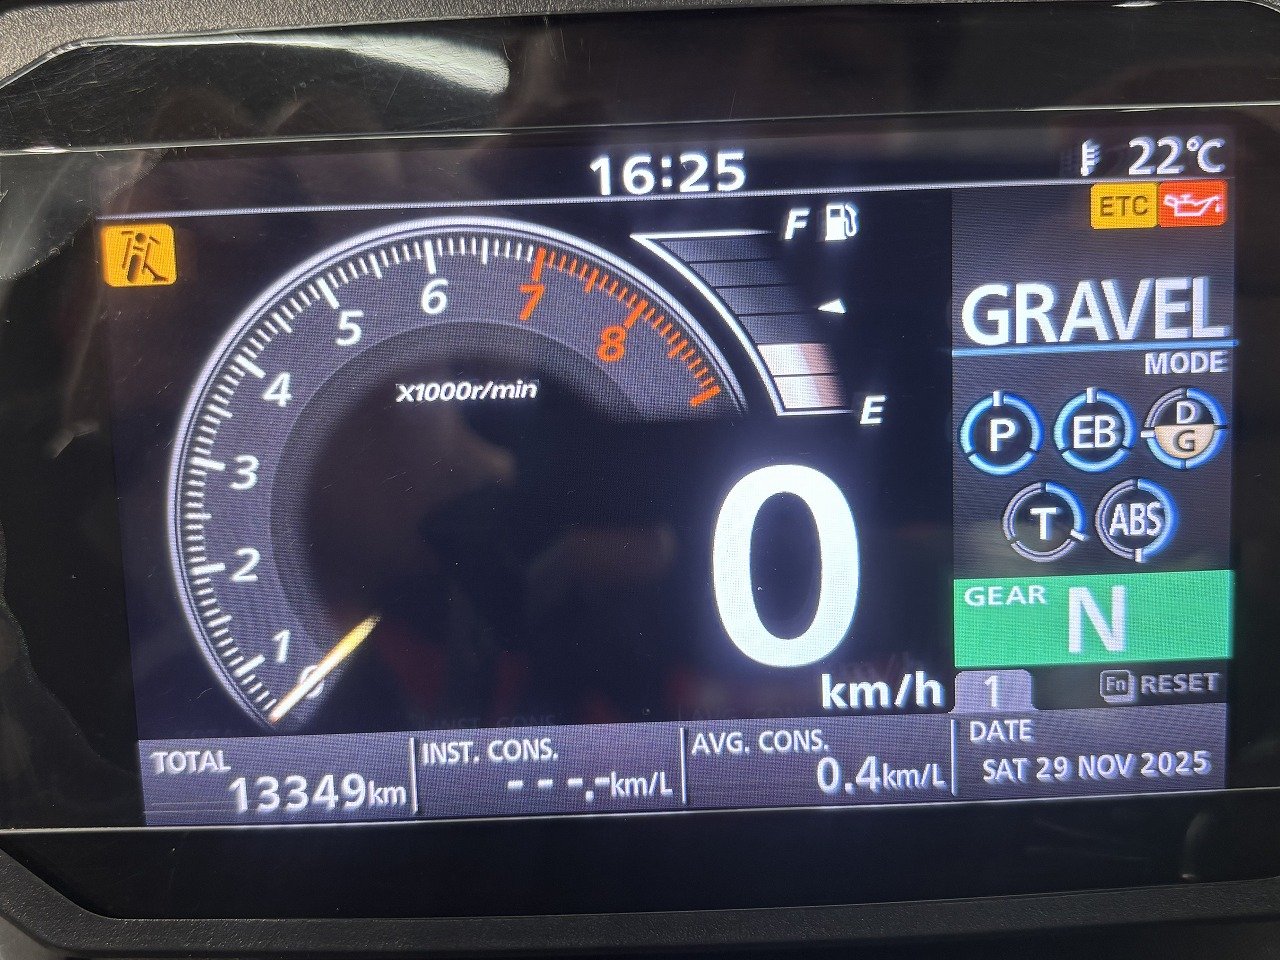 16:25
22℃
ETC
F
E
GRAVEL
MODE
P
EB
D
G
T
ABS
GEAR N
1
Fn RESET
0
1
2
3
4
5
6
7
8
x1000r/min
0
km/h
TOTAL
13349km
INST. CONS.
---.-km/L
AVG. CONS.
0.4km/L
DATE
SAT 29 NOV 2025